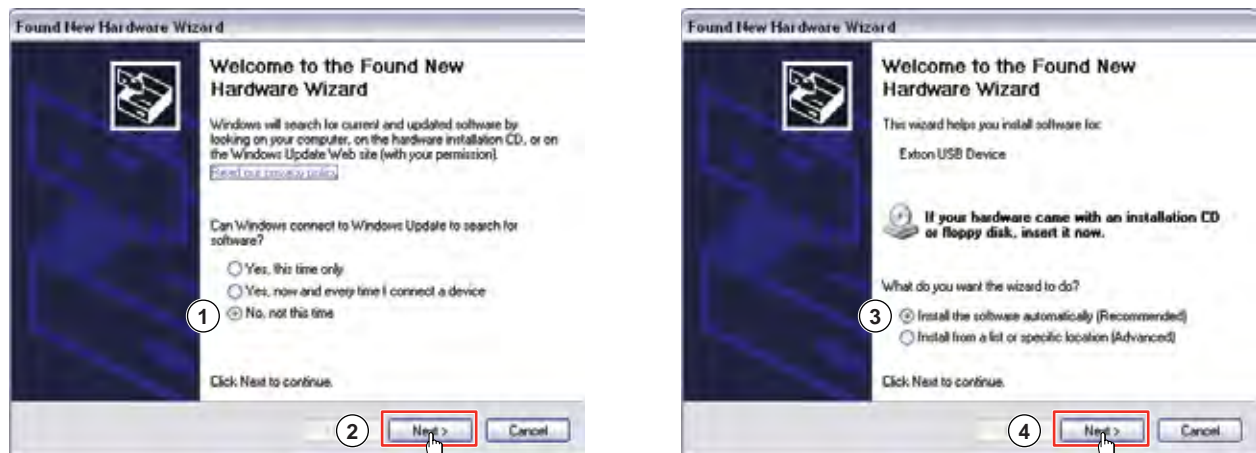 Found New Hardware Wizard
Welcome to the Found New
Hardware Wizard
Windows will search for current and updated software by
looking on your computer, on the hardware installation CD, or on
the Windows Update Web site (with your permission).
Read our privacy policy
Can Windows connect to Windows Update to search for
software?
Yes, this time only
Yes, now and every time I connect a device
1 No, not this time
Click Next to continue.
2 Next > Cancel
Found New Hardware Wizard
Welcome to the Found New
Hardware Wizard
This wizard helps you install software for:
Extron USB Device
If your hardware came with an installation CD
or floppy disk, insert it now.
What do you want the wizard to do?
3 Install the software automatically (Recommended)
Install from a list or specific location (Advanced)
Click Next to continue.
4 Next > Cancel